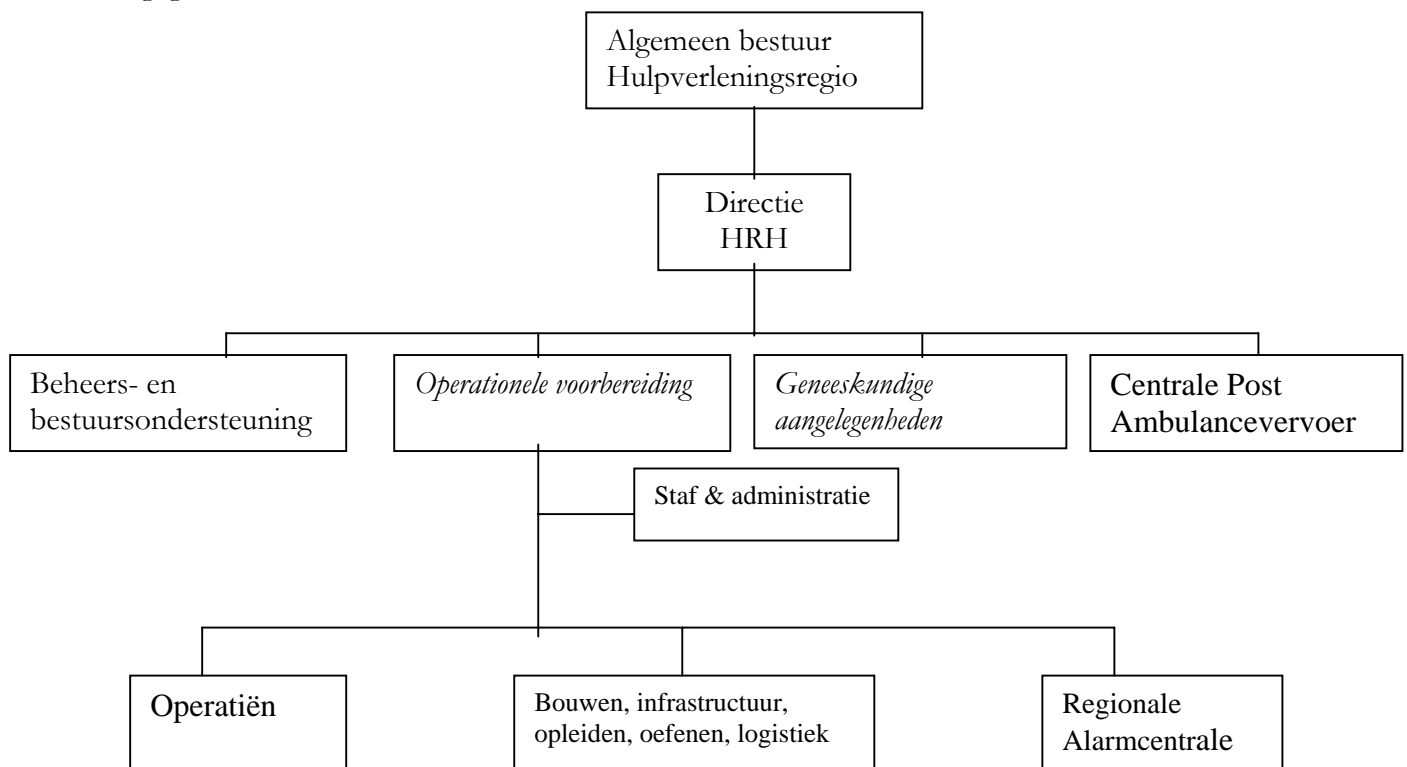 Algemeen bestuur
Hulpverleningsregio
Directie
HRH
Beheers- en
bestuursondersteuning
Operationele voorbereiding
Geneeskundige
aangelegenheden
Centrale Post
Ambulancevervoer
Staf & administratie
Operatiën
Bouwen, infrastructuur,
opleiden, oefenen, logistiek
Regionale
Alarmcentrale